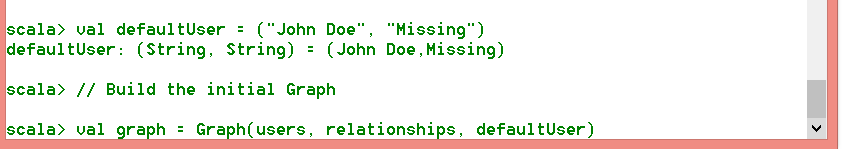 scala> val defaultUser = ("John Doe", "Missing")
defaultUser: (String, String) = (John Doe,Missing)
scala> // Build the initial Graph
scala> val graph = Graph(users, relationships, defaultUser)